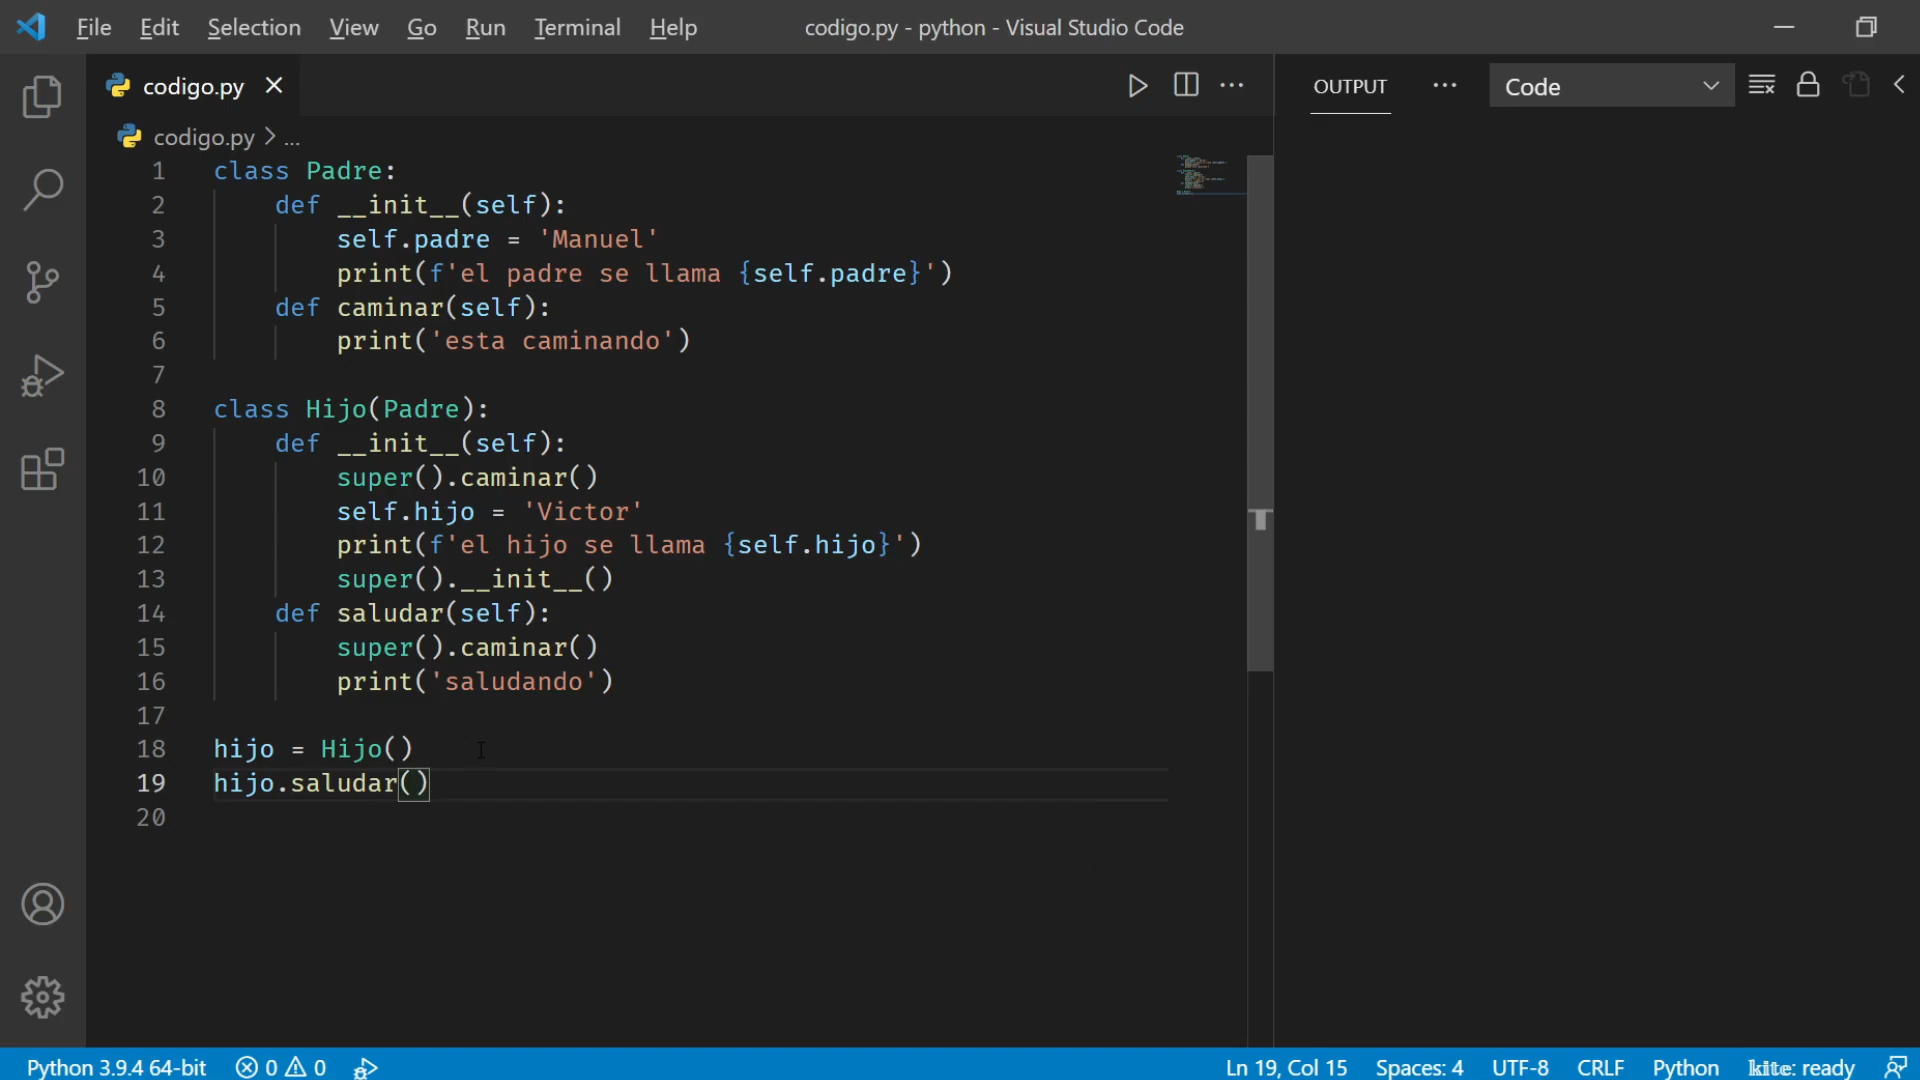 File Edit Selection View Go Run Terminal Help codigo.py - python - Visual Studio Code
codigo.py
OUTPUT ... Code
codigo.py > ...
1 class Padre:
2     def __init__(self):
3         self.padre = 'Manuel'
4         print(f'el padre se llama {self.padre}')
5     def caminar(self):
6         print('esta caminando')
7
8 class Hijo(Padre):
9     def __init__(self):
10         super().caminar()
11         self.hijo = 'Victor'
12         print(f'el hijo se llama {self.hijo}')
13         super().__init__()
14     def saludar(self):
15         super().caminar()
16         print('saludando')
17
18 hijo = Hijo()
19 hijo.saludar()
20
Python 3.9.4 64-bit 0 0 Ln 19, Col 15 Spaces: 4 UTF-8 CRLF Python kite: ready